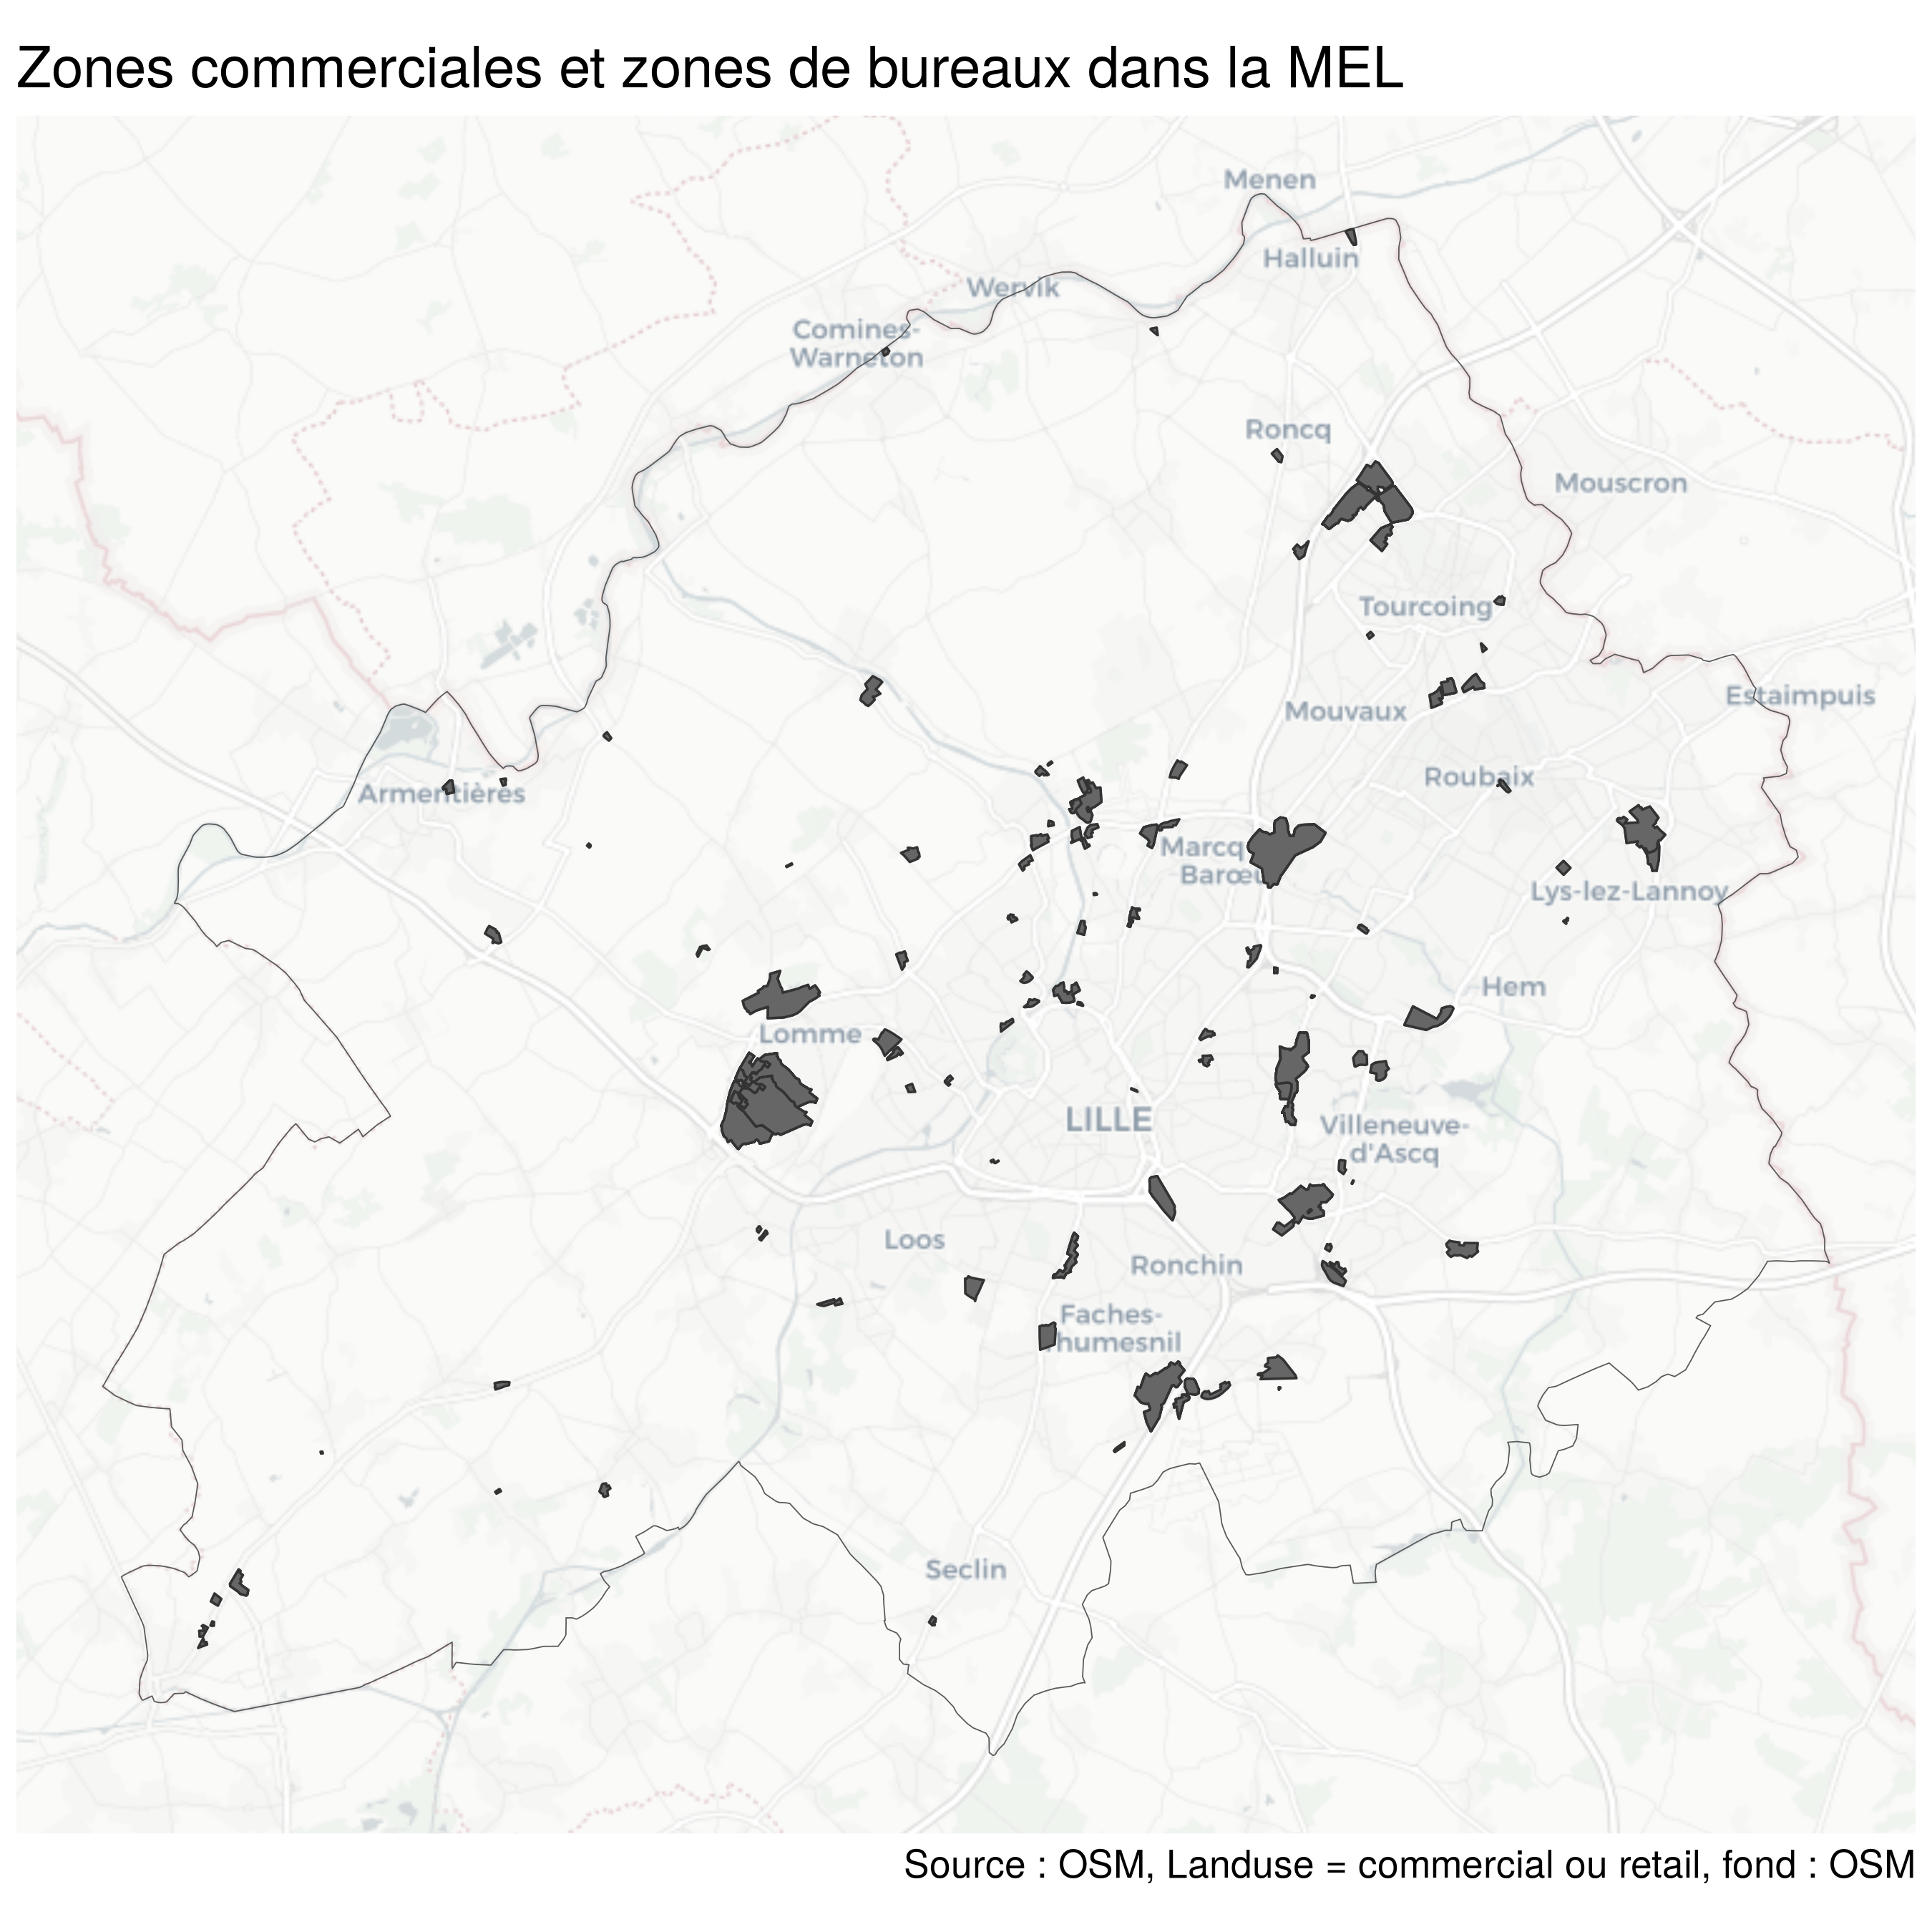 Zones commerciales et zones de bureaux dans la MEL
Menen
Halluin
Wervik
Comines-
Warneton
Roncq
Mouscron
Tourcoing
Estaimpuis
Mouvaux
Roubaix
Armentières
Marcq
Barœu
Lys-lez-Lannoy
Hem
Lomme
LILLE
Villeneuve-
d'Ascq
Loos
Ronchin
Faches-
Thumesnil
Seclin
Source : OSM, Landuse = commercial ou retail, fond : OSM